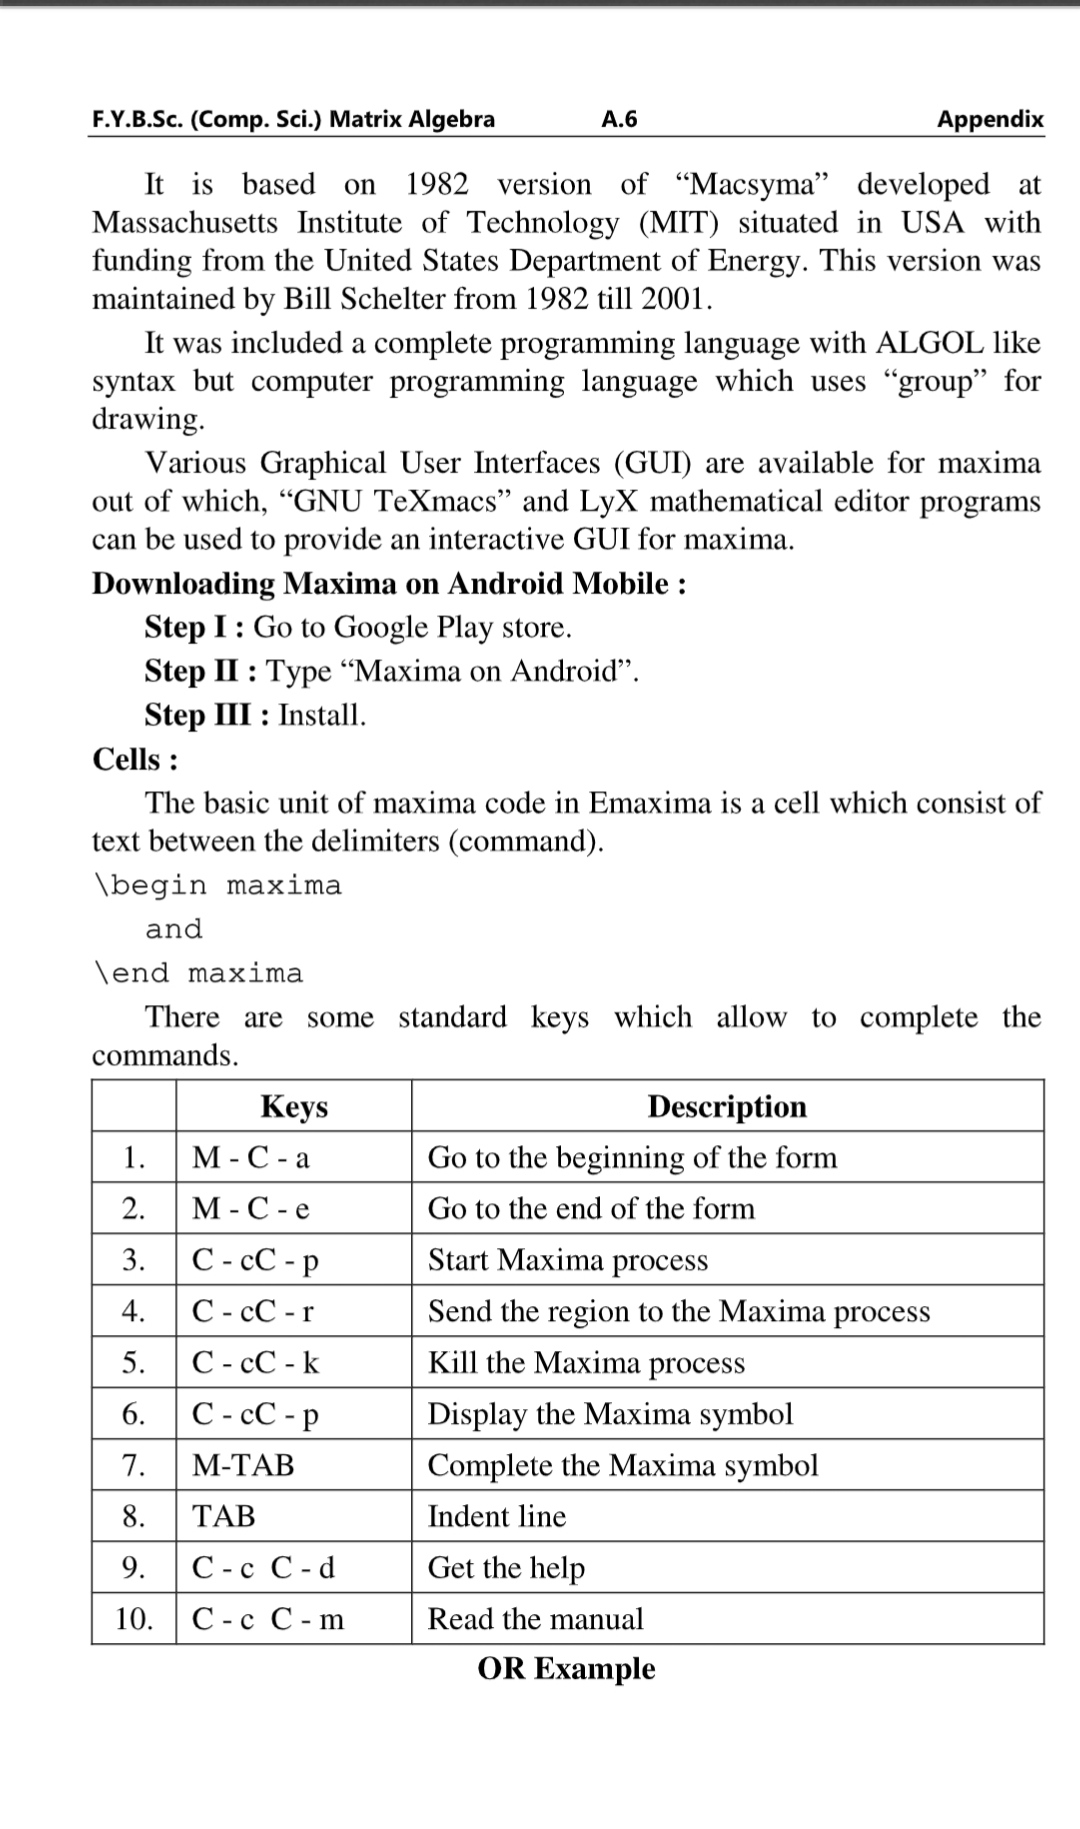 F.Y.B.Sc. (Comp. Sci.) Matrix Algebra A.6 Appendix
It is based on 1982 version of “Macsyma” developed at
Massachusetts Institute of Technology (MIT) situated in USA with
funding from the United States Department of Energy. This version was
maintained by Bill Schelter from 1982 till 2001.
It was included a complete programming language with ALGOL like
syntax but computer programming language which uses “group” for
drawing.
Various Graphical User Interfaces (GUI) are available for maxima
out of which, “GNU TeXmacs” and LyX mathematical editor programs
can be used to provide an interactive GUI for maxima.
Downloading Maxima on Android Mobile :
Step I : Go to Google Play store.
Step II : Type “Maxima on Android”.
Step III : Install.
Cells :
The basic unit of maxima code in Emaxima is a cell which consist of
text between the delimiters (command).
\begin maxima
and
\end maxima
There are some standard keys which allow to complete the
commands.
Keys Description
1. M - C - a Go to the beginning of the form
2. M - C - e Go to the end of the form
3. C - cC - p Start Maxima process
4. C - cC - r Send the region to the Maxima process
5. C - cC - k Kill the Maxima process
6. C - cC - p Display the Maxima symbol
7. M-TAB Complete the Maxima symbol
8. TAB Indent line
9. C - c C - d Get the help
10. C - c C - m Read the manual
OR Example